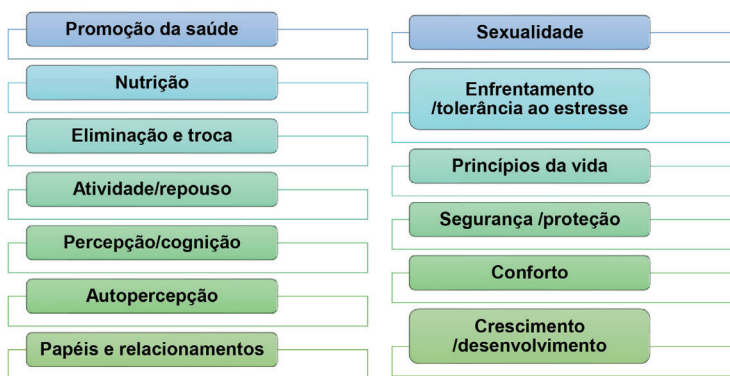 Promoção da saúde
Nutrição
Eliminação e troca
Atividade/repouso
Percepção/cognição
Autopercepção
Papéis e relacionamentos
Sexualidade
Enfrentamento
/tolerância ao estresse
Princípios da vida
Segurança /proteção
Conforto
Crescimento
/desenvolvimento